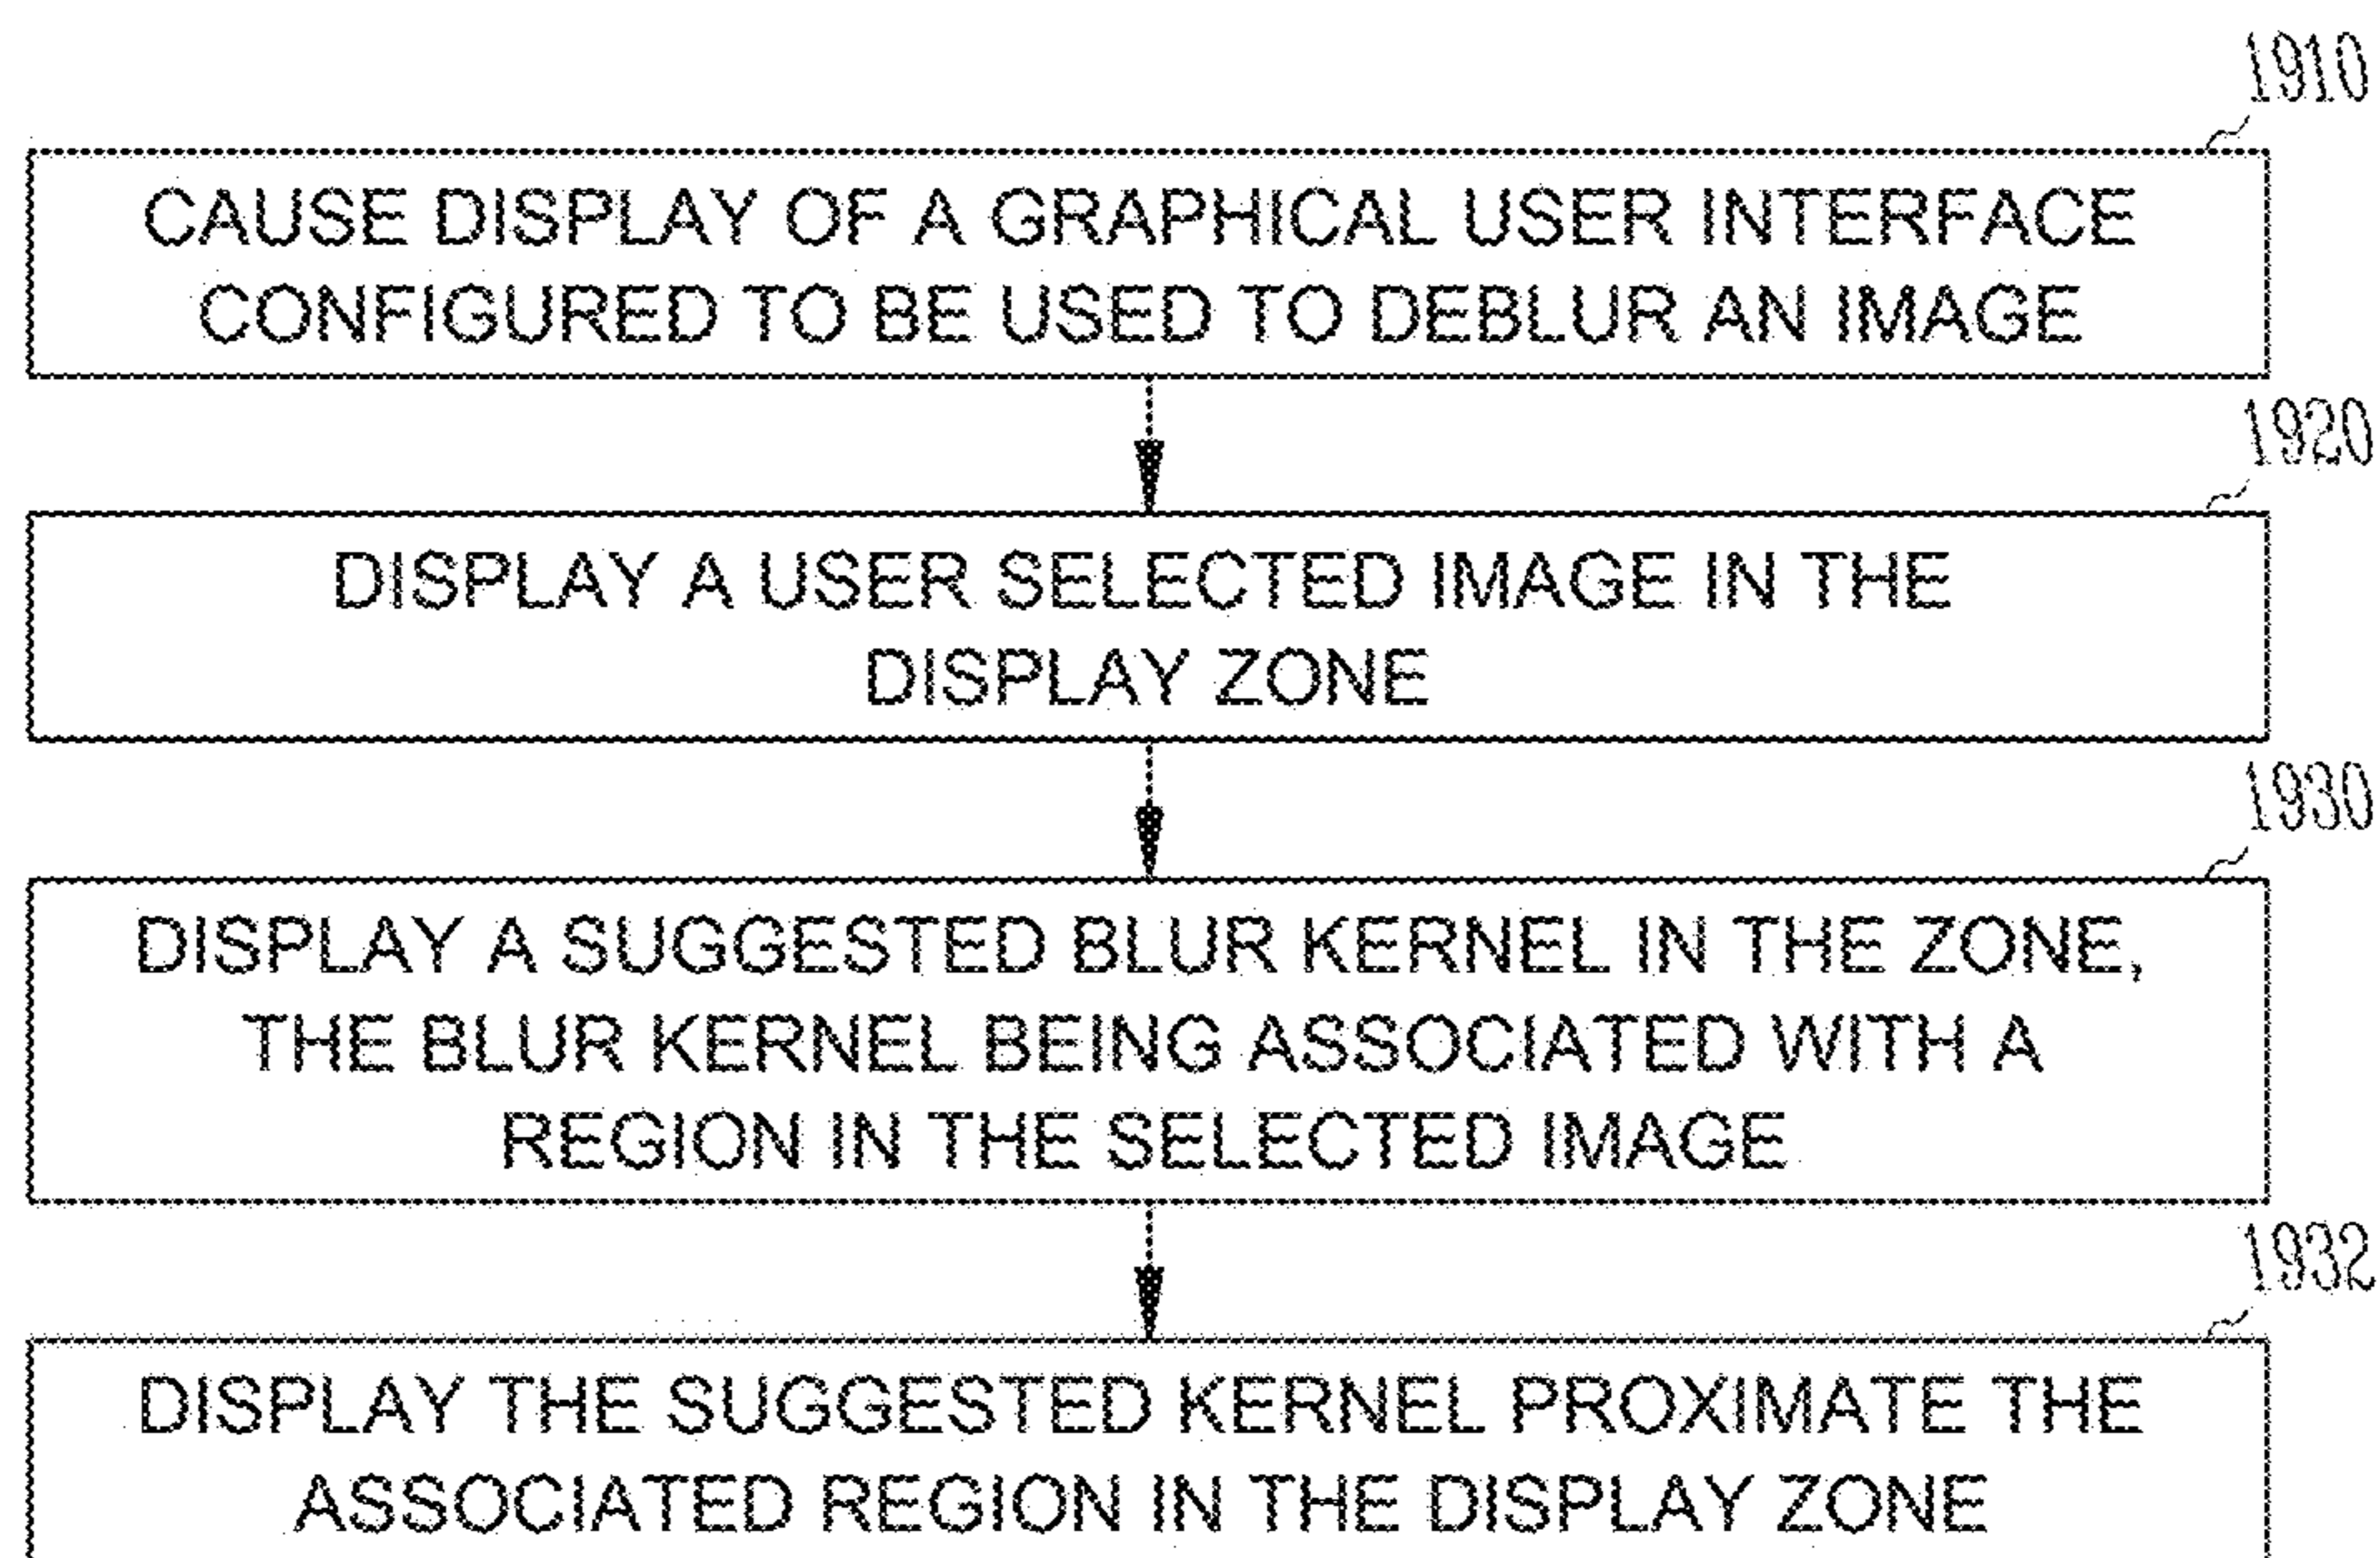 1910
CAUSE DISPLAY OF A GRAPHICAL USER INTERFACE
CONFIGURED TO BE USED TO DEBLUR AN IMAGE
1920
DISPLAY A USER SELECTED IMAGE IN THE
DISPLAY ZONE
1930
DISPLAY A SUGGESTED BLUR KERNEL IN THE ZONE,
THE BLUR KERNEL BEING ASSOCIATED WITH A
REGION IN THE SELECTED IMAGE
1932
DISPLAY THE SUGGESTED KERNEL PROXIMATE THE
ASSOCIATED REGION IN THE DISPLAY ZONE